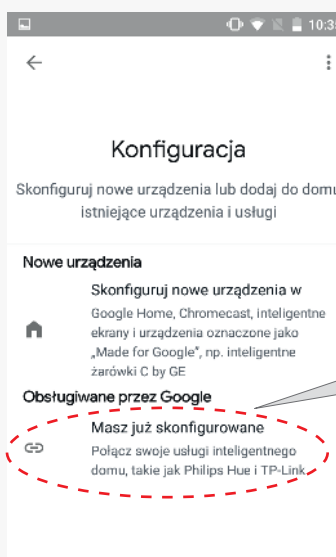 10:35
Konfiguracja
Skonfiguruj nowe urządzenia lub dodaj do domu
istniejące urządzenia i usługi
Nowe urządzenia
Skonfiguruj nowe urządzenia w
Google Home, Chromecast, inteligentne
ekrany i urządzenia oznaczone jako
„Made for Google”, np. inteligentne
żarówki C by GE
Obsługiwane przez Google
Masz już skonfigurowane
Połącz swoje usługi inteligentnego
domu, takie jak Philips Hue i TP-Link